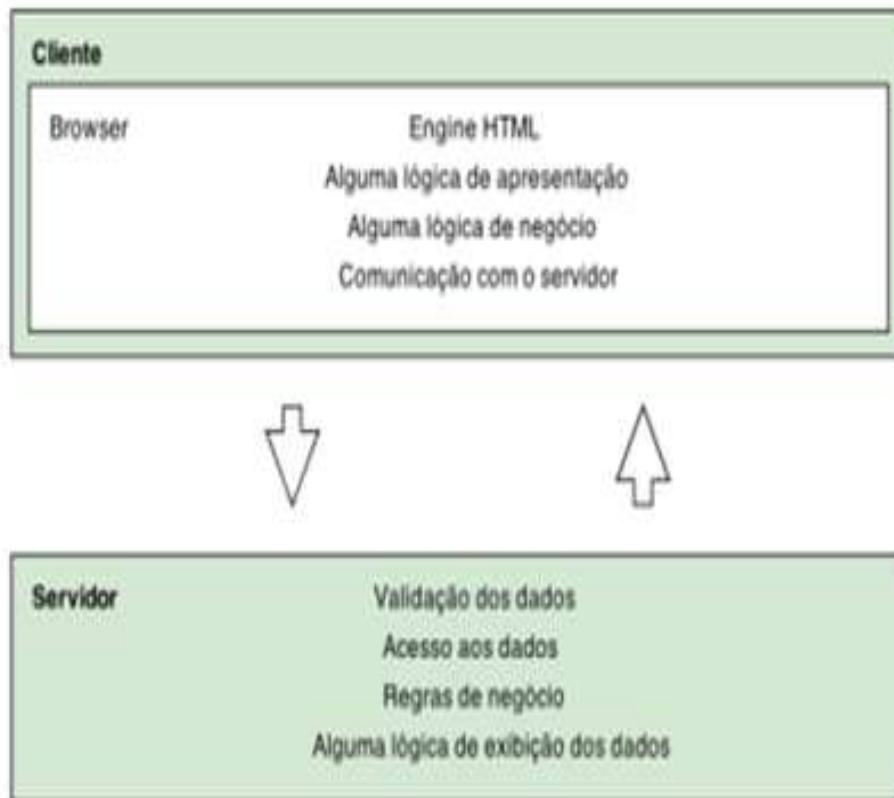 Cliente
Browser
Engine HTML
Alguma lógica de apresentação
Alguma lógica de negócio
Comunicação com o servidor
Servidor
Validação dos dados
Acesso aos dados
Regras de negócio
Alguma lógica de exibição dos dados